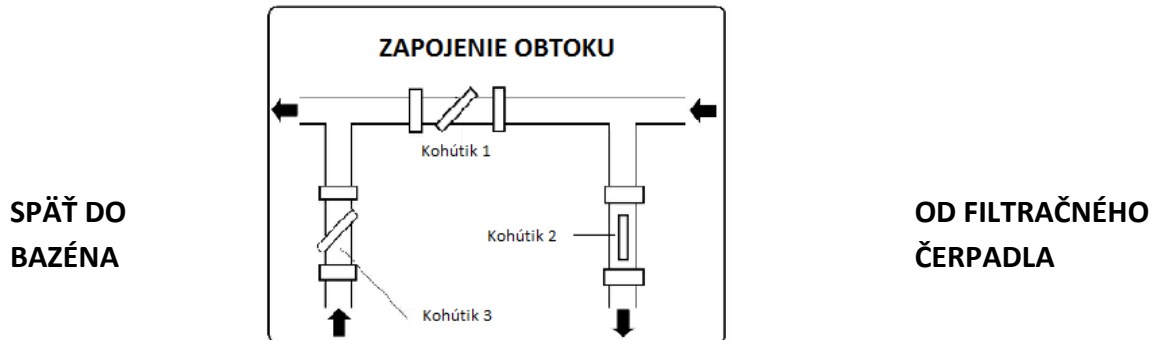 ZAPOJENIE OBTOKU
Kohútik 1
SPÄŤ DO
BAZÉNA
Kohútik 2
OD FILTRAČNÉHO
ČERPADLA
Kohútik 3